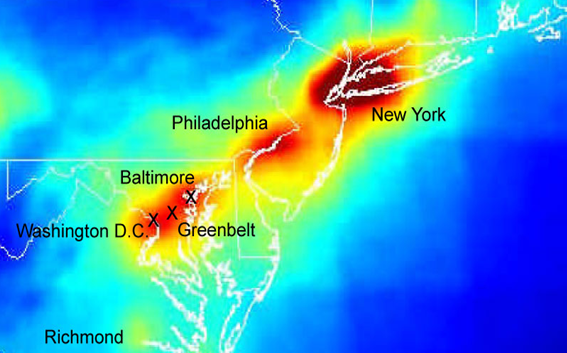 New York
Philadelphia
Baltimore
X
X
X
Washington D.C.
Greenbelt
Richmond